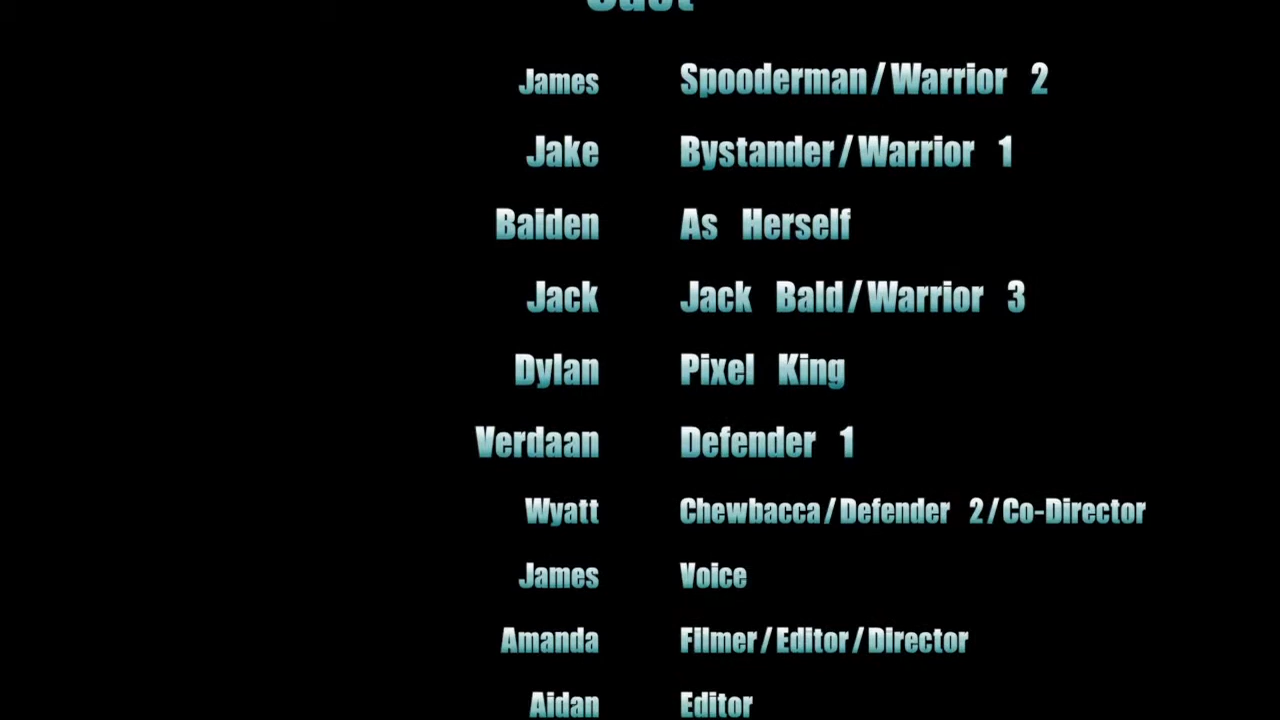 Cast
James Spooderman/Warrior 2
Jake Bystander/Warrior 1
Baiden As Herself
Jack Jack Bald/Warrior 3
Dylan Pixel King
Verdaan Defender 1
Wyatt Chewbacca/Defender 2/Co-Director
James Voice
Amanda Filmer/Editor/Director
Aidan Editor